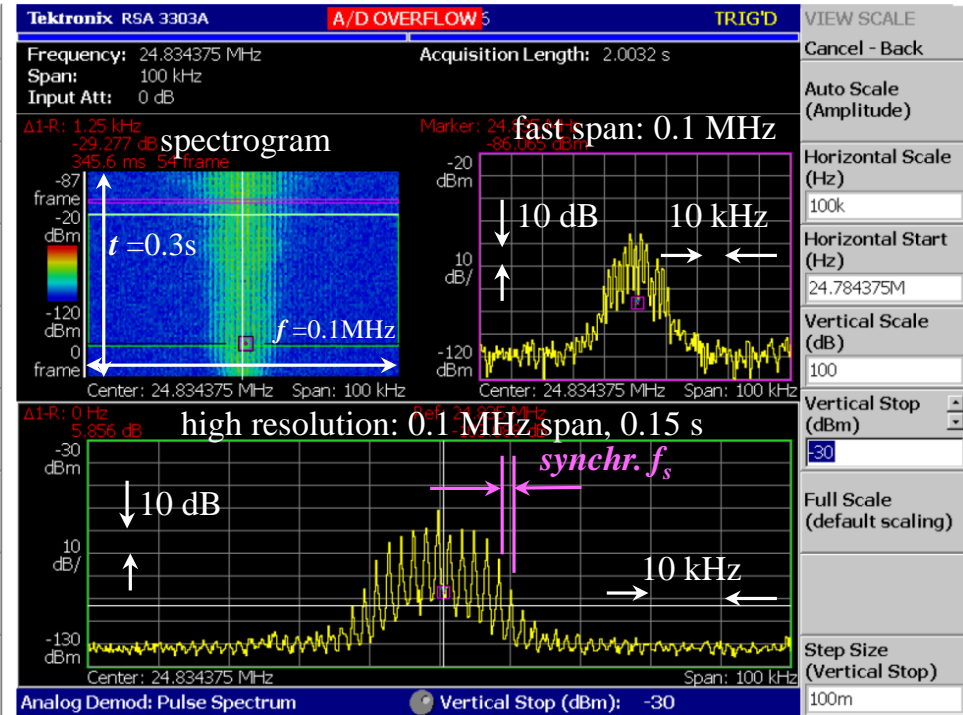 Tektronix RSA 3303A
A/D OVERFLOW
TRIG'D
Frequency: 24.834375 MHz
Span: 100 kHz
Input Att: 0 dB
Acquisition Length: 2.0032 s
Δ1-R: 1.25 kHz
-29.277 dB
345.6 ms 54 frame
spectrogram
-87
frame
-20
dBm
t =0.3s
-120
dBm
0
frame
f =0.1MHz
Center: 24.834375 MHz Span: 100 kHz
fast span: 0.1 MHz
-20
dBm
10 dB
10 kHz
10
dB/
-120
dBm
Center: 24.834375 MHz Span: 100 kHz
Δ1-R: 0 Hz
5.856 dB
high resolution: 0.1 MHz span, 0.15 s
synchr. fs
-30
dBm
10 dB
10
dB/
10 kHz
-130
dBm
Center: 24.834375 MHz Span: 100 kHz
Analog Demod: Pulse Spectrum
Vertical Stop (dBm): -30
VIEW SCALE
Cancel - Back
Auto Scale
(Amplitude)
Horizontal Scale
(Hz)
100k
Horizontal Start
(Hz)
24.784375M
Vertical Scale
(dB)
100
Vertical Stop
(dBm)
-30
Full Scale
(default scaling)
Step Size
(Vertical Stop)
100m